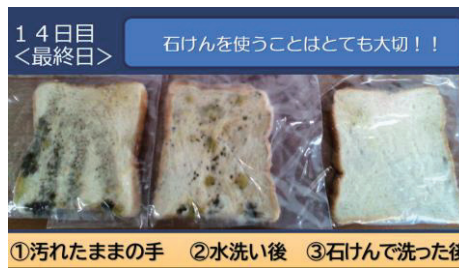 14日目
<最終日>
石けんを使うことはとても大切！！
①汚れたままの手
②水洗い後
③石けんで洗った後